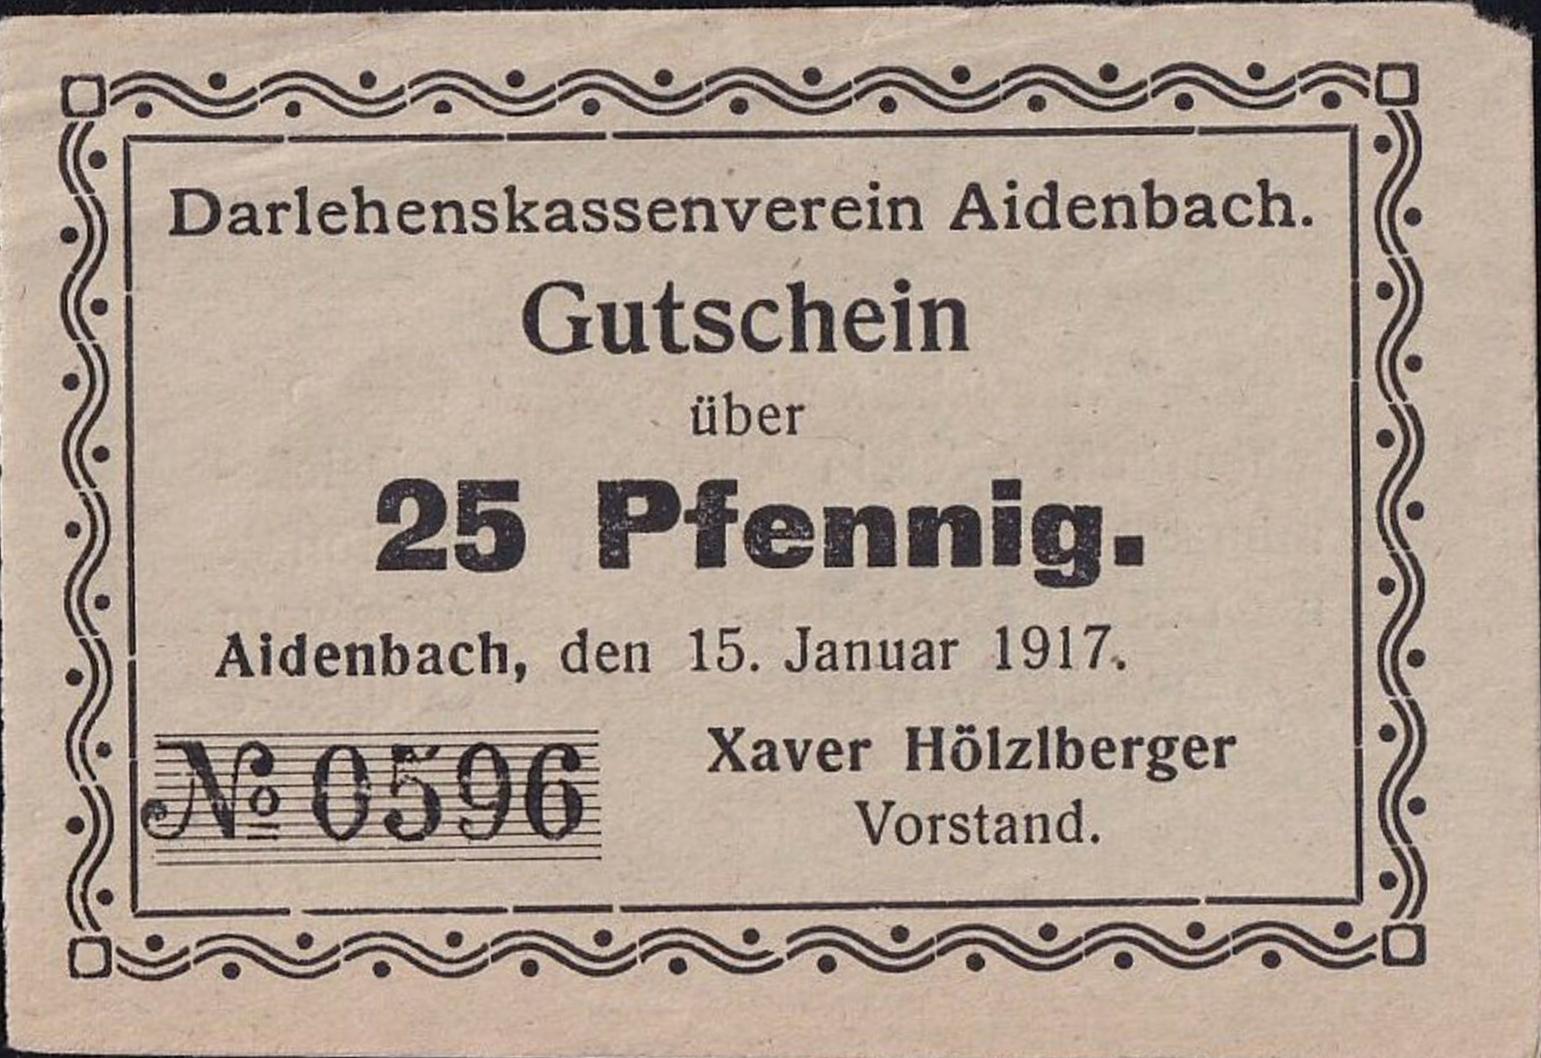 Darlehenskassenverein Aidenbach.
Gutschein
über
25 Pfennig.
Aidenbach, den 15. Januar 1917.
Xaver Hölzlberger
№ 0596
Vorstand.